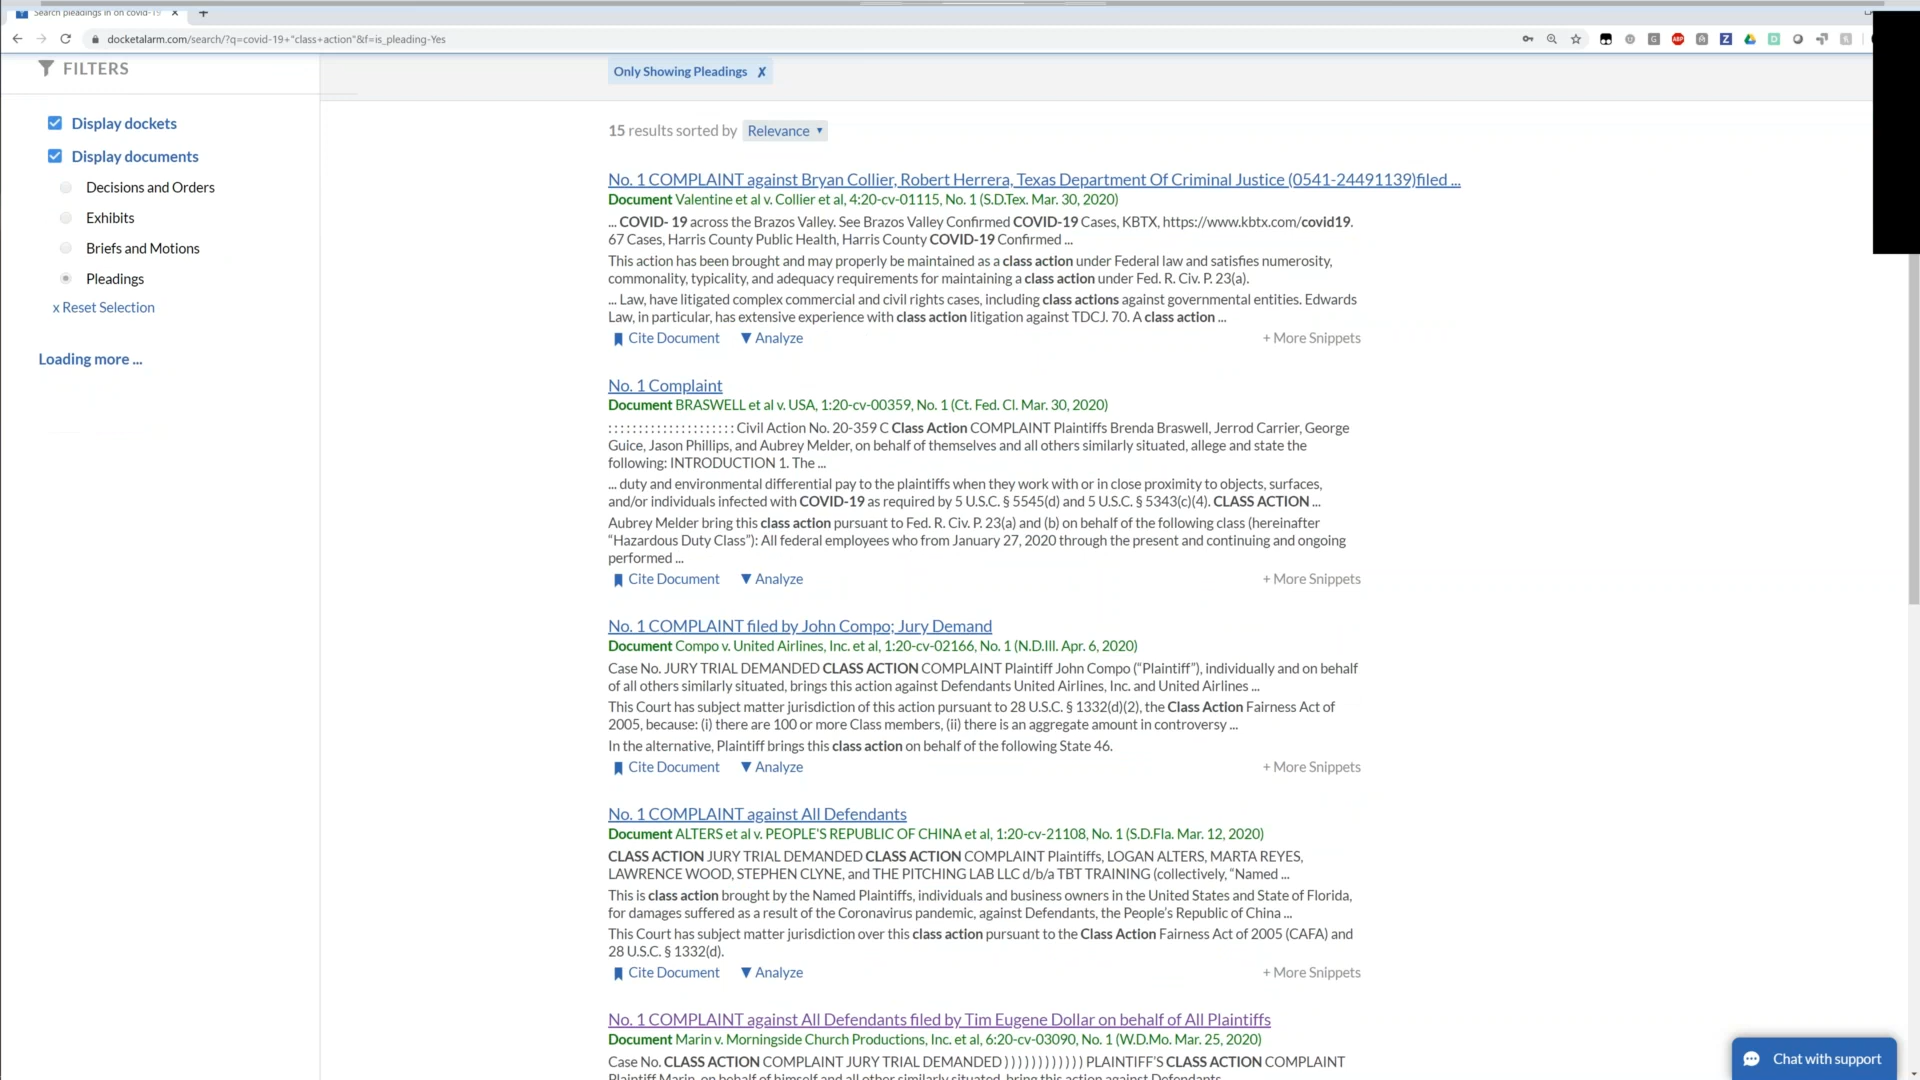 Search pleadings in on covid-19
docketalarm.com/search/?q=covid-19+"class+action"&f=is_pleading-Yes
FILTERS
Only Showing Pleadings ✗
Display dockets
Display documents
Decisions and Orders
Exhibits
Briefs and Motions
Pleadings
x Reset Selection
Loading more ...
15 results sorted by Relevance ▼
No. 1 COMPLAINT against Bryan Collier, Robert Herrera, Texas Department Of Criminal Justice (0541-24491139)filed ...
Document Valentine et al v. Collier et al, 4:20-cv-01115, No. 1 (S.D.Tex. Mar. 30, 2020)
... COVID- 19 across the Brazos Valley. See Brazos Valley Confirmed COVID-19 Cases, KBTX, https://www.kbtx.com/covid19.
67 Cases, Harris County Public Health, Harris County COVID-19 Confirmed ...
This action has been brought and may properly be maintained as a class action under Federal law and satisfies numerosity,
commonality, typicality, and adequacy requirements for maintaining a class action under Fed. R. Civ. P. 23(a).
... Law, have litigated complex commercial and civil rights cases, including class actions against governmental entities. Edwards
Law, in particular, has extensive experience with class action litigation against TDCJ. 70. A class action ...
Cite Document ▼ Analyze + More Snippets
No. 1 Complaint
Document BRASWELL et al v. USA, 1:20-cv-00359, No. 1 (Ct. Fed. Cl. Mar. 30, 2020)
: : : : : : : : : : : : : : : : : : : : : Civil Action No. 20-359 C Class Action COMPLAINT Plaintiffs Brenda Braswell, Jerrod Carrier, George
Guice, Jason Phillips, and Aubrey Melder, on behalf of themselves and all others similarly situated, allege and state the
following: INTRODUCTION 1. The ...
... duty and environmental differential pay to the plaintiffs when they work with or in close proximity to objects, surfaces,
and/or individuals infected with COVID-19 as required by 5 U.S.C. § 5545(d) and 5 U.S.C. § 5343(c)(4). CLASS ACTION ...
Aubrey Melder bring this class action pursuant to Fed. R. Civ. P. 23(a) and (b) on behalf of the following class (hereinafter
“Hazardous Duty Class”): All federal employees who from January 27, 2020 through the present and continuing and ongoing
performed ...
Cite Document ▼ Analyze + More Snippets
No. 1 COMPLAINT filed by John Compo; Jury Demand
Document Compo v. United Airlines, Inc. et al, 1:20-cv-02166, No. 1 (N.D.Ill. Apr. 6, 2020)
Case No. JURY TRIAL DEMANDED CLASS ACTION COMPLAINT Plaintiff John Compo (“Plaintiff”), individually and on behalf
of all others similarly situated, brings this action against Defendants United Airlines, Inc. and United Airlines ...
This Court has subject matter jurisdiction of this action pursuant to 28 U.S.C. § 1332(d)(2), the Class Action Fairness Act of
2005, because: (i) there are 100 or more Class members, (ii) there is an aggregate amount in controversy ...
In the alternative, Plaintiff brings this class action on behalf of the following State 46.
Cite Document ▼ Analyze + More Snippets
No. 1 COMPLAINT against All Defendants
Document ALTERS et al v. PEOPLE'S REPUBLIC OF CHINA et al, 1:20-cv-21108, No. 1 (S.D.Fla. Mar. 12, 2020)
CLASS ACTION JURY TRIAL DEMANDED CLASS ACTION COMPLAINT Plaintiffs, LOGAN ALTERS, MARTA REYES,
LAWRENCE WOOD, STEPHEN CLYNE, and THE PITCHING LAB LLC d/b/a TBT TRAINING (collectively, “Named ...
This is class action brought by the Named Plaintiffs, individuals and business owners in the United States and State of Florida,
for damages suffered as a result of the Coronavirus pandemic, against Defendants, the People's Republic of China ...
This Court has subject matter jurisdiction over this class action pursuant to the Class Action Fairness Act of 2005 (CAFA) and
28 U.S.C. § 1332(d).
Cite Document ▼ Analyze + More Snippets
No. 1 COMPLAINT against All Defendants filed by Tim Eugene Dollar on behalf of All Plaintiffs
Document Marin v. Morningside Church Productions, Inc. et al, 6:20-cv-03090, No. 1 (W.D.Mo. Mar. 25, 2020)
Case No. CLASS ACTION COMPLAINT JURY TRIAL DEMANDED ) ) ) ) ) ) ) ) ) ) ) ) PLAINTIFF'S CLASS ACTION COMPLAINT
Plaintiff Marin, on behalf of himself and all other similarly situated, bring this action against Defendants
Chat with support